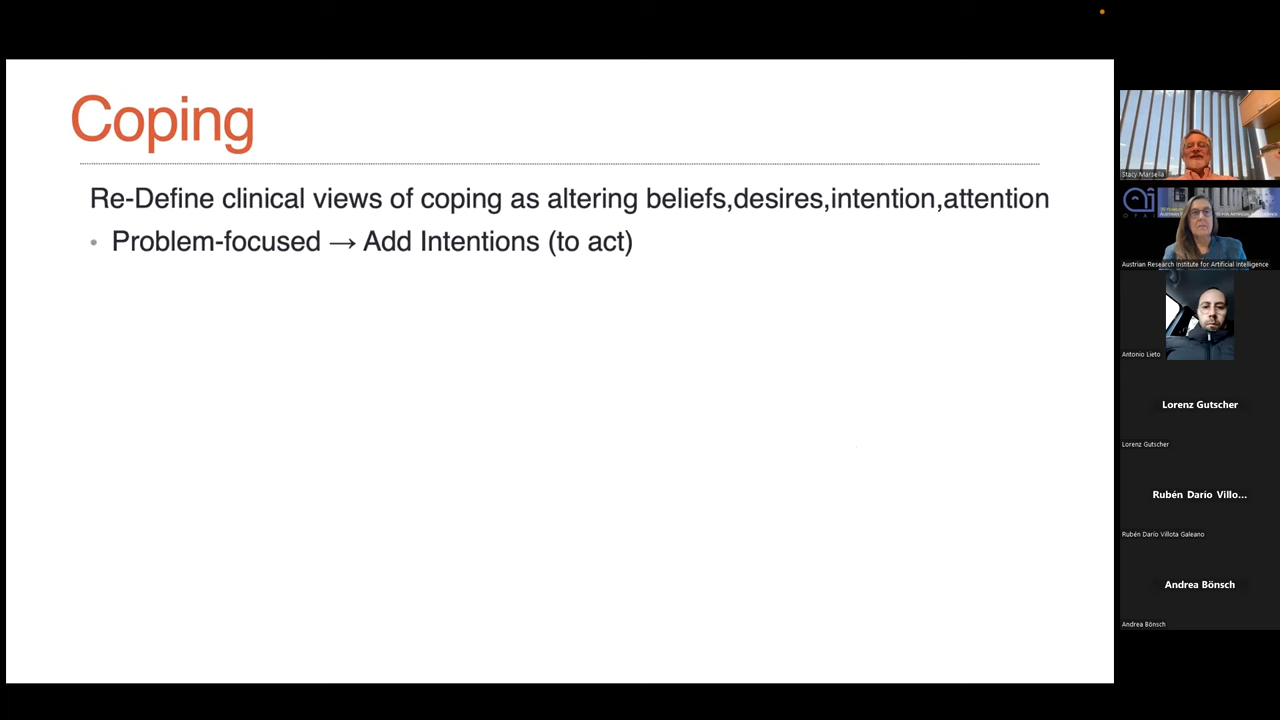 Coping
Re-Define clinical views of coping as altering beliefs,desires,intention,attention
• Problem-focused → Add Intentions (to act)
Stacy Marsella
Austrian Research Institute for Artificial Intelligence
Antonio Lieto
Lorenz Gutscher
Lorenz Gutscher
Rubén Darío Villo...
Rubén Darío Villota Galeano
Andrea Bönsch
Andrea Bönsch